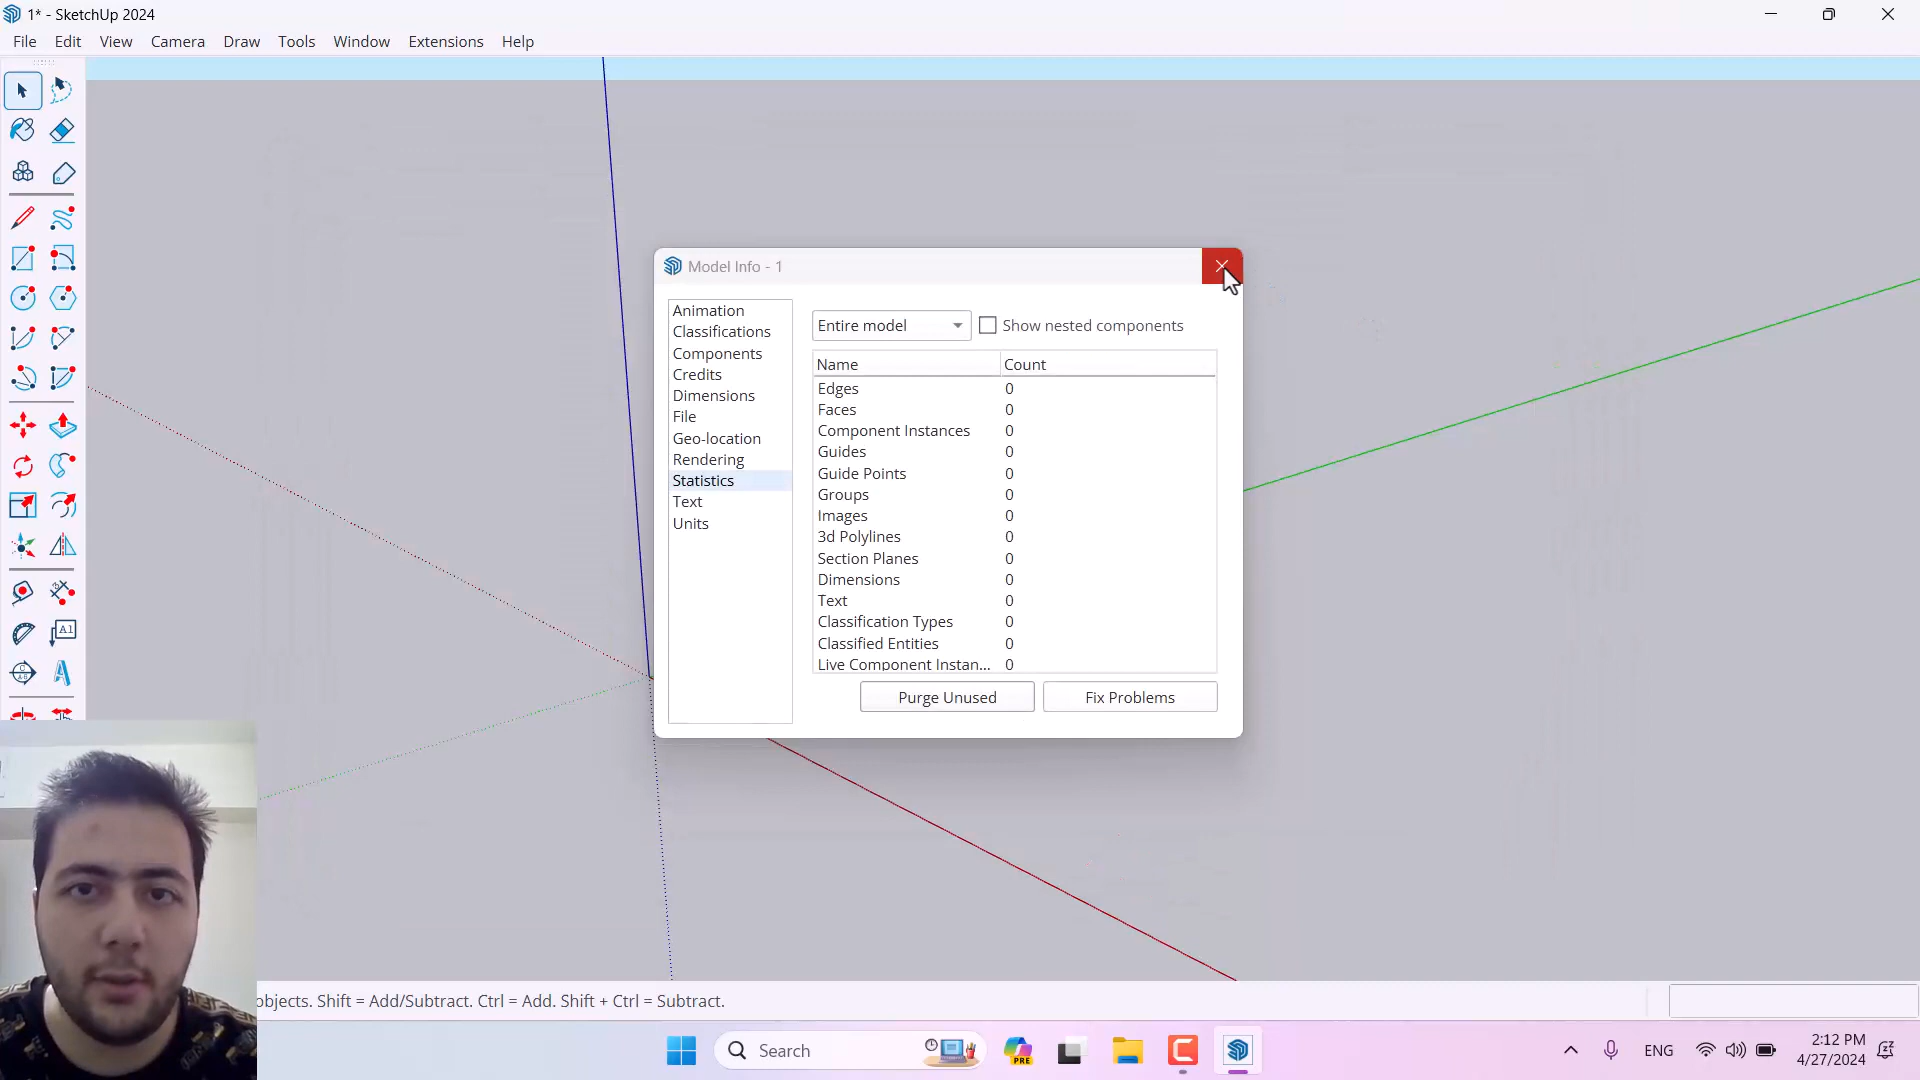 1* - SketchUp 2024
File Edit View Camera Draw Tools Window Extensions Help
Model Info - 1
Animation
Classifications
Components
Credits
Dimensions
File
Geo-location
Rendering
Statistics
Text
Units
Entire model
Show nested components
Name Count
Edges 0
Faces 0
Component Instances 0
Guides 0
Guide Points 0
Groups 0
Images 0
3d Polylines 0
Section Planes 0
Dimensions 0
Text 0
Classification Types 0
Classified Entities 0
Live Component Instan... 0
Purge Unused Fix Problems
objects. Shift = Add/Subtract. Ctrl = Add. Shift + Ctrl = Subtract.
Search
PRE
ENG
2:12 PM
4/27/2024